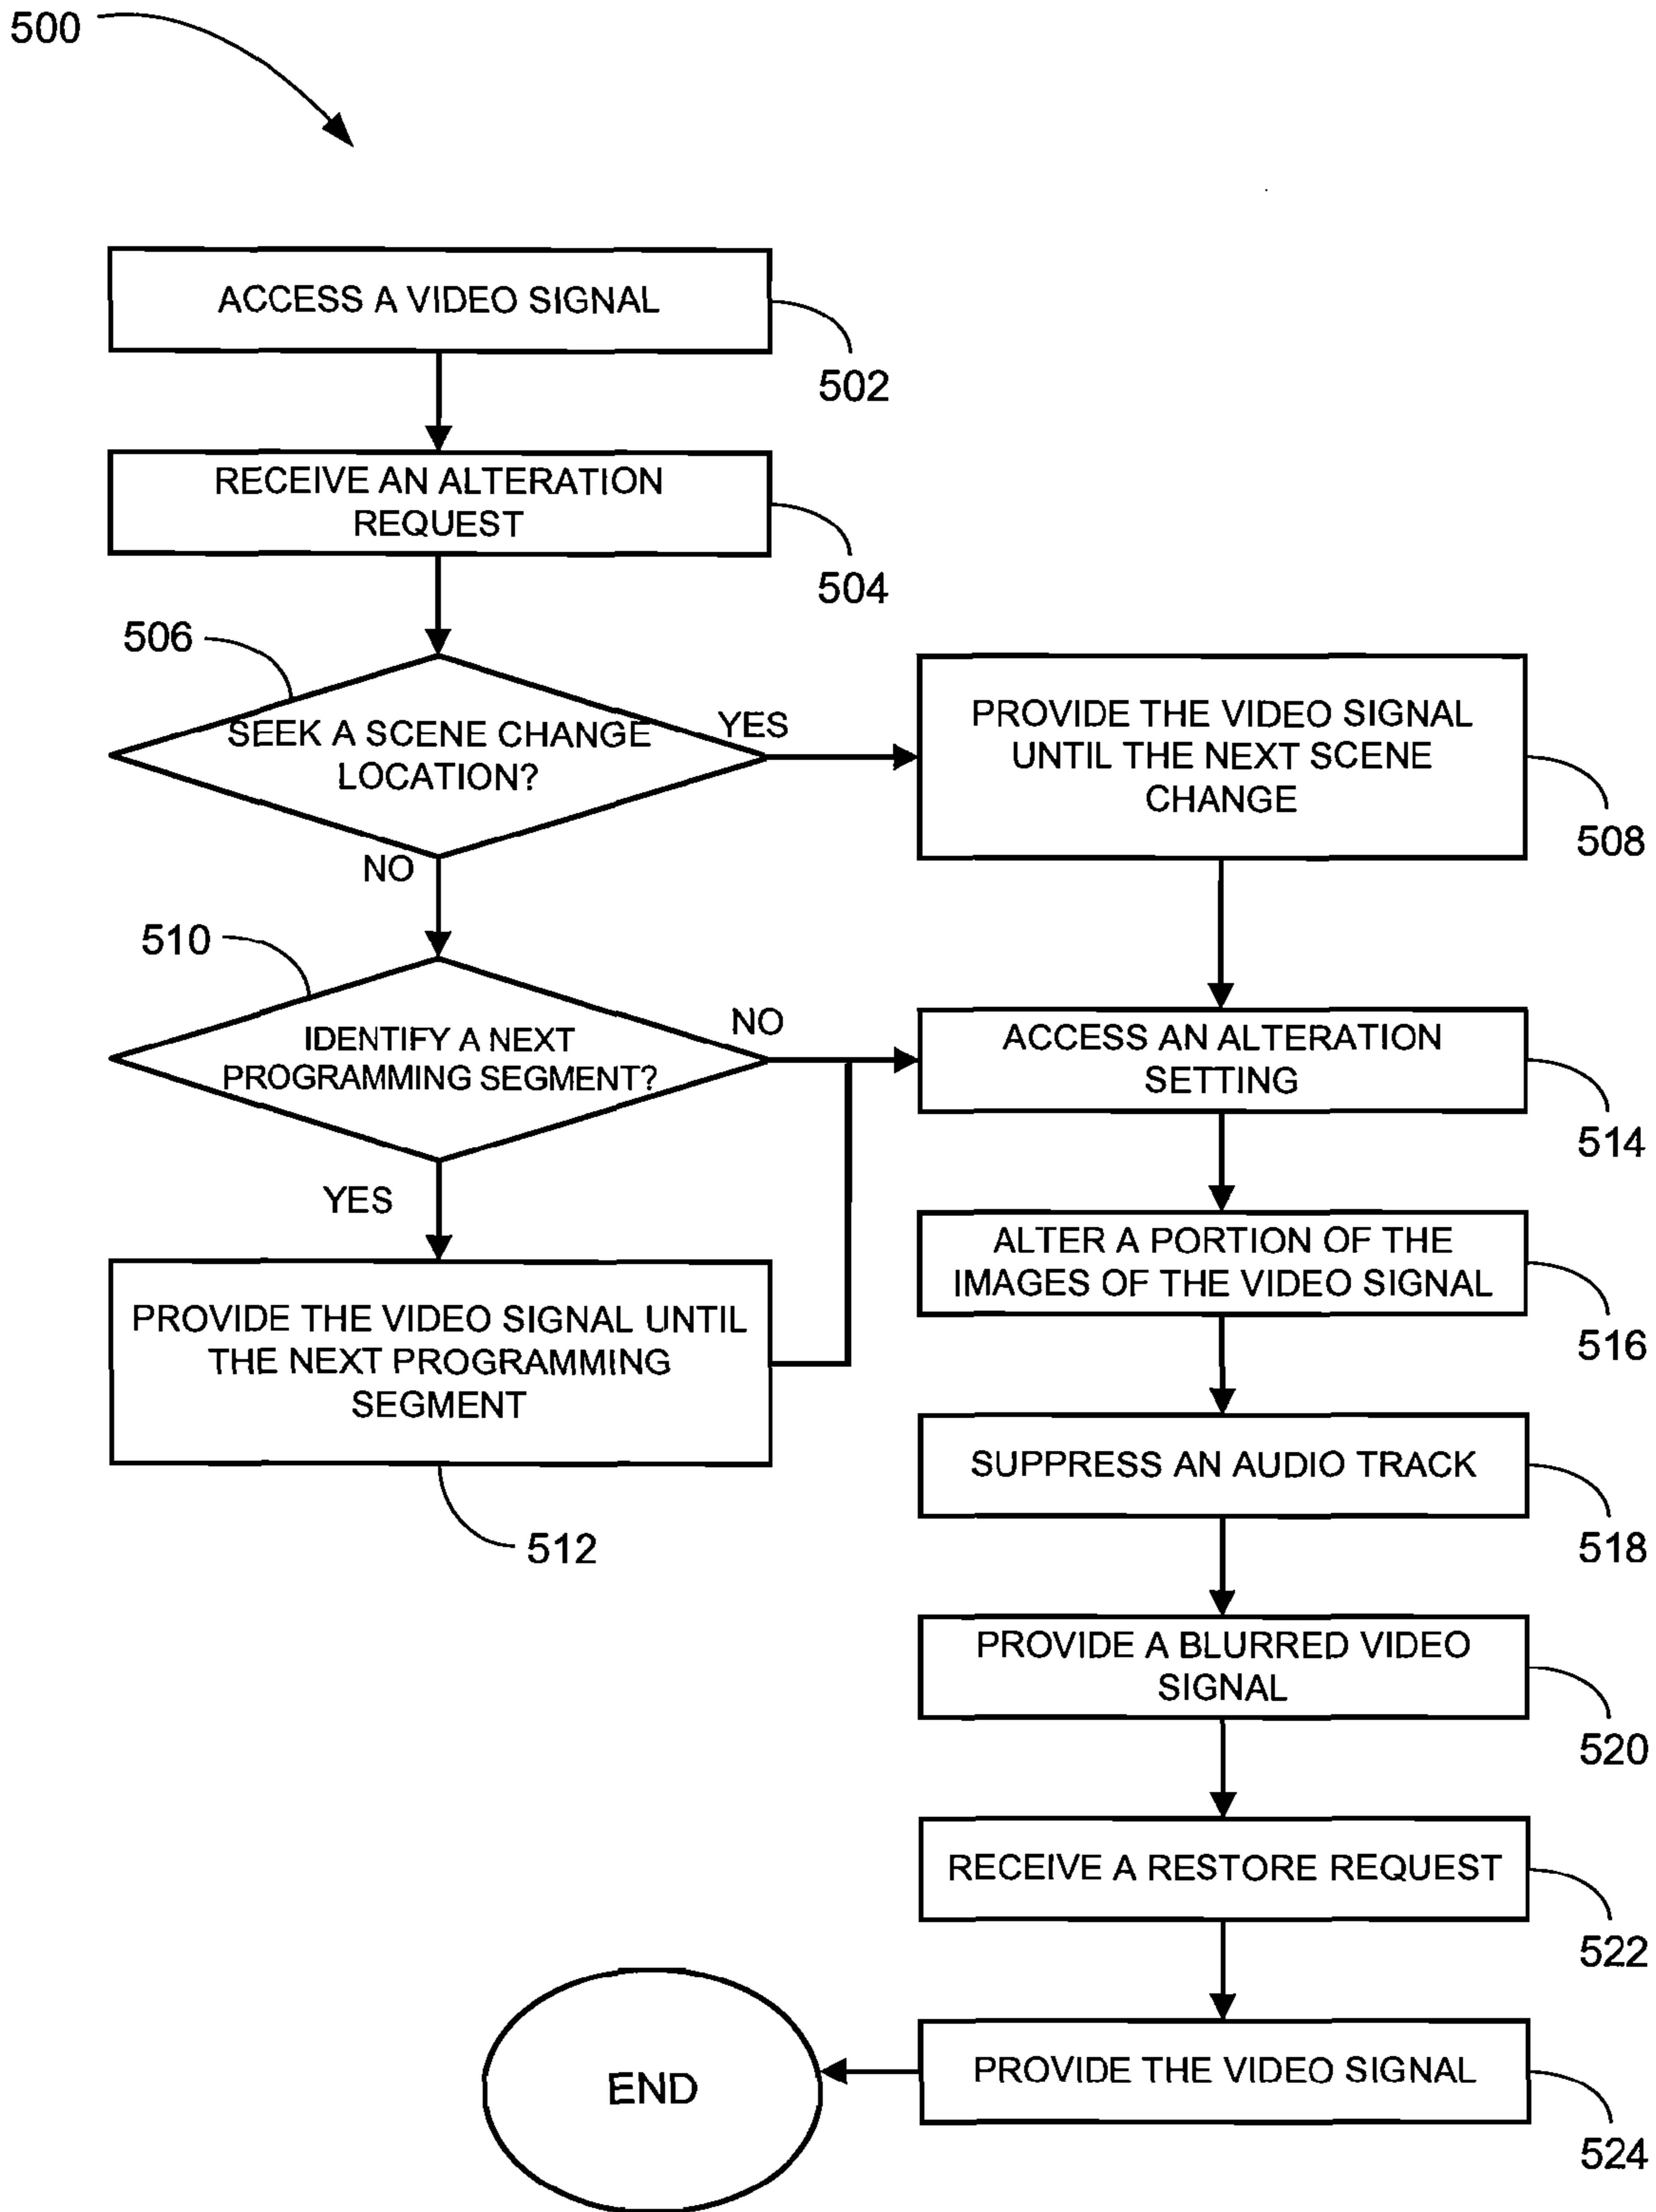 500
ACCESS A VIDEO SIGNAL
502
RECEIVE AN ALTERATION
REQUEST
504
506
SEEK A SCENE CHANGE
LOCATION?
YES
NO
PROVIDE THE VIDEO SIGNAL
UNTIL THE NEXT SCENE
CHANGE
508
510
IDENTIFY A NEXT
PROGRAMMING SEGMENT?
NO
YES
PROVIDE THE VIDEO SIGNAL UNTIL
THE NEXT PROGRAMMING
SEGMENT
512
ACCESS AN ALTERATION
SETTING
514
ALTER A PORTION OF THE
IMAGES OF THE VIDEO SIGNAL
516
SUPPRESS AN AUDIO TRACK
518
PROVIDE A BLURRED VIDEO
SIGNAL
520
RECEIVE A RESTORE REQUEST
522
PROVIDE THE VIDEO SIGNAL
524
END